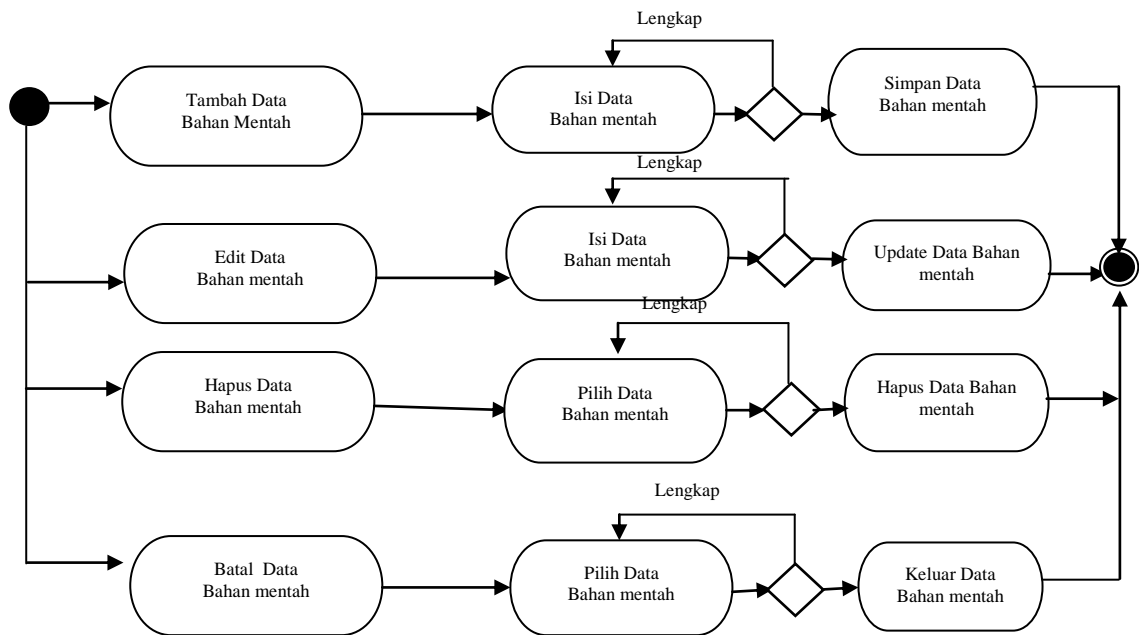 Lengkap
Tambah Data
Bahan Mentah
Isi Data
Bahan mentah
Simpan Data
Bahan mentah
Lengkap
Edit Data
Bahan mentah
Isi Data
Bahan mentah
Update Data Bahan
mentah
Lengkap
Hapus Data
Bahan mentah
Pilih Data
Bahan mentah
Hapus Data Bahan
mentah
Lengkap
Batal Data
Bahan mentah
Pilih Data
Bahan mentah
Keluar Data
Bahan mentah